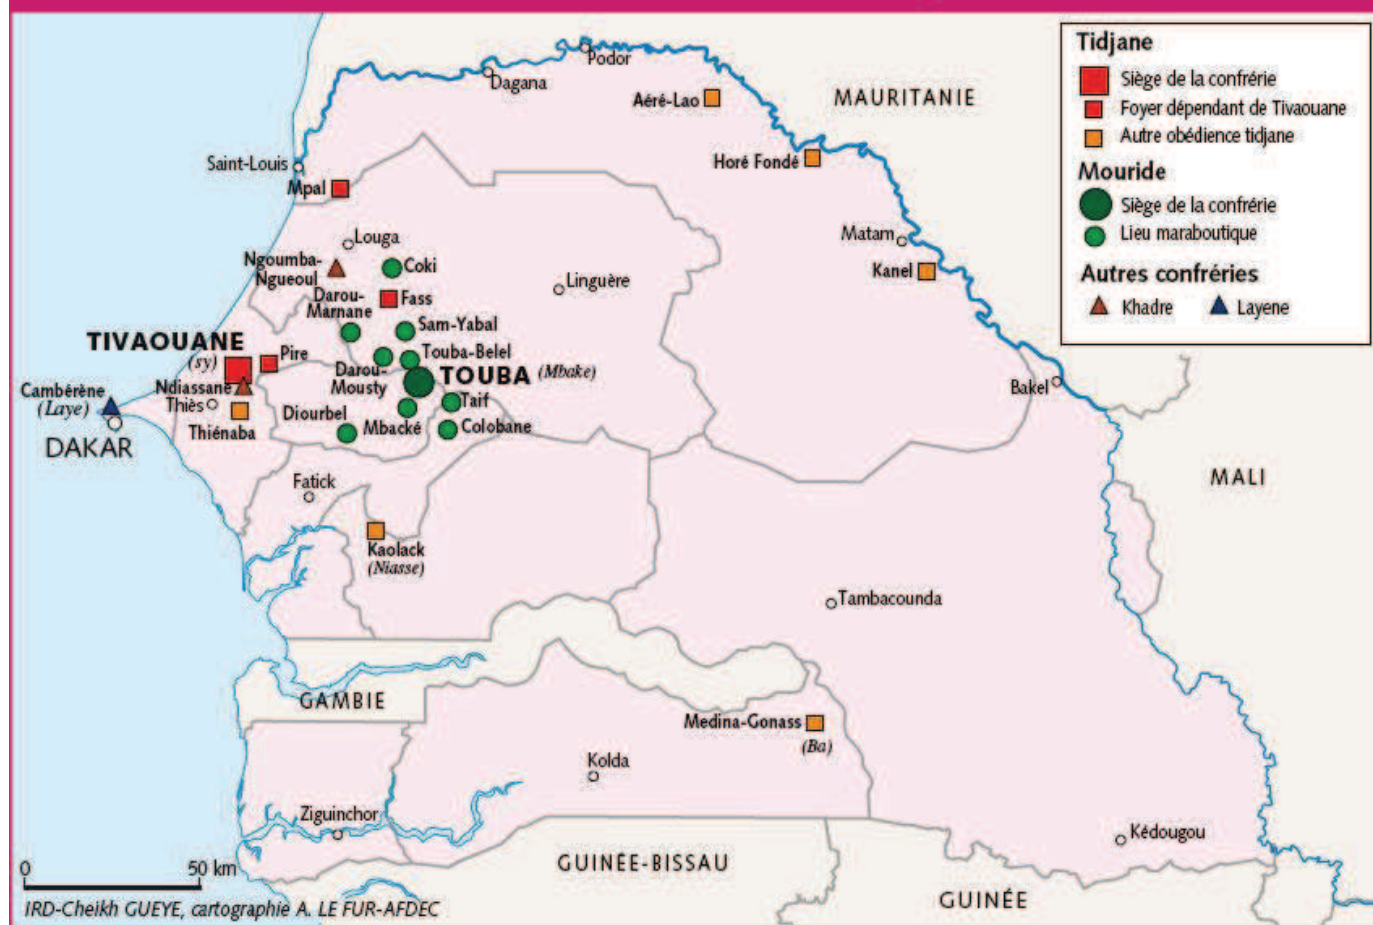 Tidjane
Siège de la confrérie
Foyer dépendant de Tivaouane
Autre obédience tidjane
Mouride
Siège de la confrérie
Lieu maraboutique
Autres confréries
Khadre
Layene
Podor
Dagana
Aéré-Lao
MAURITANIE
Saint-Louis
Horé Fondé
Mpal
Louga
Matam
Ngoumba-
Ngueoul
Coki
Kanel
Linguère
Darou-
Marnane
Fass
Sam-Yabal
TIVAOUANE
(sy)
Pire
Touba-Belel
Darou-
Mousty
TOUBA (Mbake)
Cambérène
(Laye)
Ndiassane
Thiès
Bakel
Taif
Diourbel
Mbacké
Colobane
Thiénaba
DAKAR
MALI
Fatick
Kaolack
(Niasse)
Tambacounda
GAMBIE
Medina-Gonass
(Ba)
Kolda
Ziguinchor
Kédougou
GUINÉE-BISSAU
GUINÉE
0 50 km
IRD-Cheikh GUEYE, cartographie A. LE FUR-AFDEC